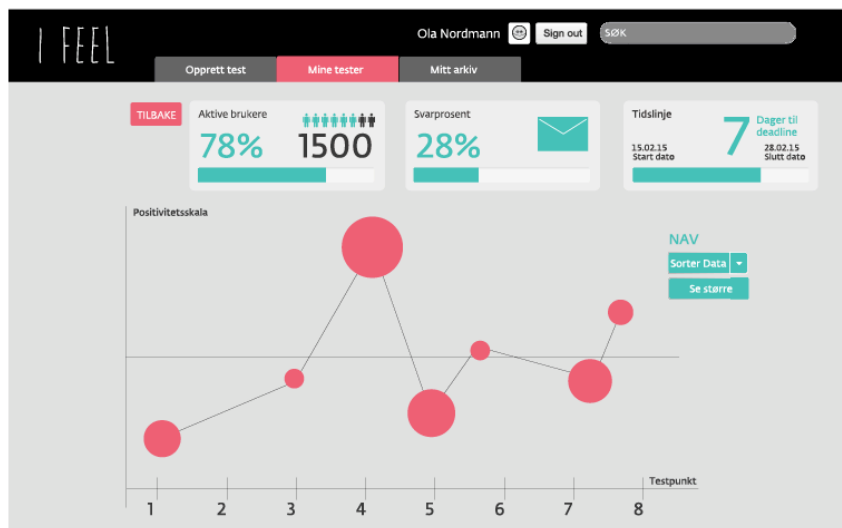 I FEEL
Ola Nordmann
Sign out
SØK
Opprett test
Mine tester
Mitt arkiv
TILBAKE
Aktive brukere
78%
1500
Svarprosent
28%
Tidslinje
7
Dager til
deadline
15.02.15
Start dato
28.02.15
Slutt dato
Positivitetsskala
NAV
Sorter Data
Se større
Testpunkt
1 2 3 4 5 6 7 8